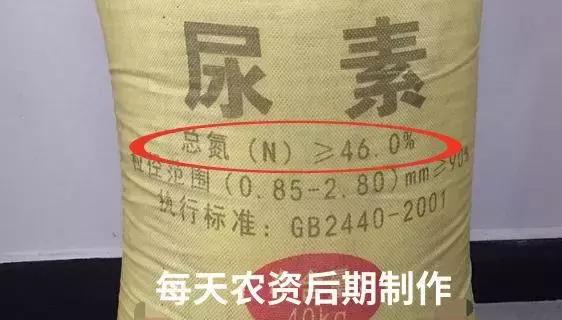 尿素
总氮（N）≥46.0%
粒径范围（0.85-2.80）mm≥90%
执行标准：GB2440-2001
每天农资后期制作
40kg